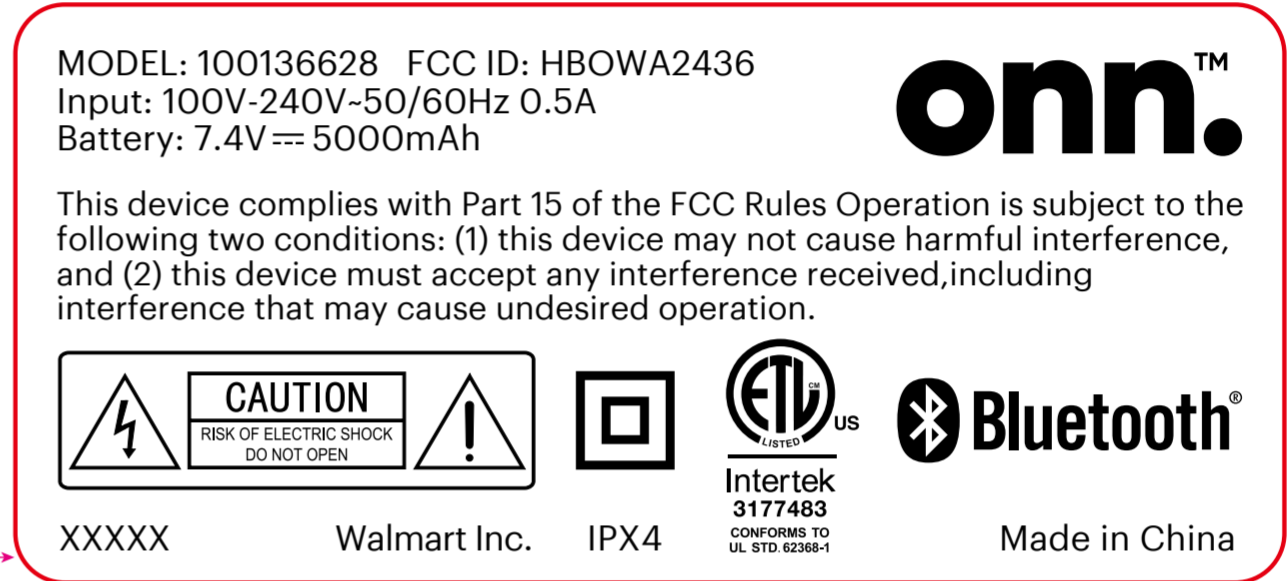 MODEL: 100136628 FCC ID: HBOWA2436
Input: 100V-240V~50/60Hz 0.5A
Battery: 7.4V⎓5000mAh
onn.™
This device complies with Part 15 of the FCC Rules Operation is subject to the
following two conditions: (1) this device may not cause harmful interference,
and (2) this device must accept any interference received,including
interference that may cause undesired operation.
CAUTION
RISK OF ELECTRIC SHOCK
DO NOT OPEN
ETL CM
LISTED
US
Intertek
3177483
CONFORMS TO
UL STD. 62368-1
Bluetooth®
XXXXX Walmart Inc. IPX4 Made in China